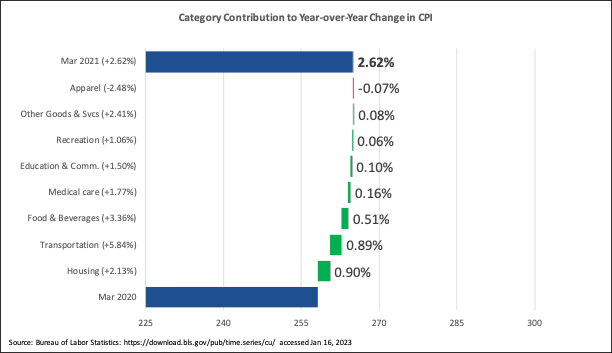 Category Contribution to Year-over-Year Change in CPI
Mar 2021 (+2.62%) 2.62%
Apparel (-2.48%) -0.07%
Other Goods & Svcs (+2.41%) 0.08%
Recreation (+1.06%) 0.06%
Education & Comm. (+1.50%) 0.10%
Medical care (+1.77%) 0.16%
Food & Beverages (+3.36%) 0.51%
Transportation (+5.84%) 0.89%
Housing (+2.13%) 0.90%
Mar 2020
225 240 255 270 285 300
Source: Bureau of Labor Statistics: https://download.bls.gov/pub/time.series/cu/ accessed Jan 16, 2023